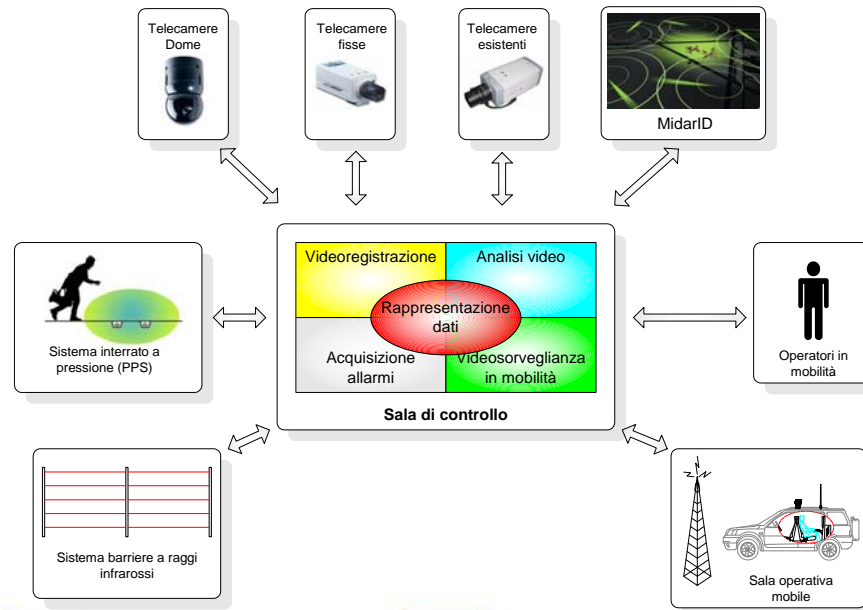 Telecamere
Dome
Telecamere
fisse
Telecamere
esistenti
MidarID
Videoregistrazione
Analisi video
Rappresentazione
dati
Acquisizione
allarmi
Videosorveglianza
in mobilità
Sala di controllo
Sistema interrato a
pressione (PPS)
Operatori in
mobilità
Sistema barriere a raggi
infrarossi
Sala operativa
mobile